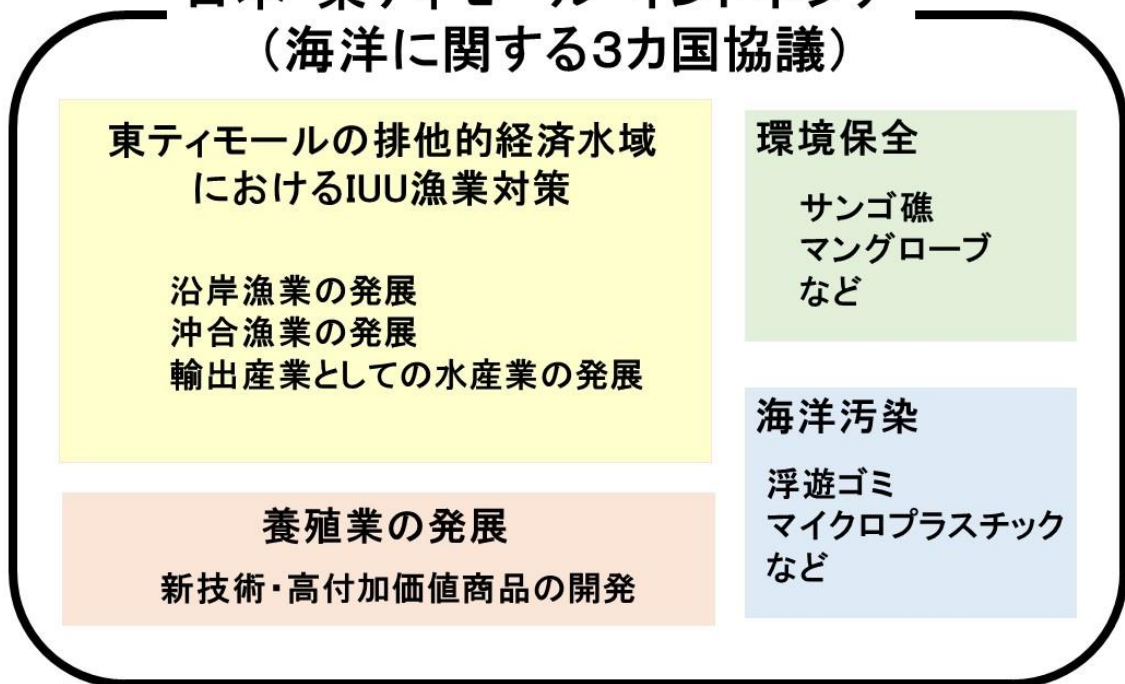 （海洋に関する3カ国協議）
東ティモールの排他的経済水域
におけるIUU漁業対策
沿岸漁業の発展
沖合漁業の発展
輸出産業としての水産業の発展
養殖業の発展
新技術・高付加価値商品の開発
環境保全
サンゴ礁
マングローブ
など
海洋汚染
浮遊ゴミ
マイクロプラスチック
など